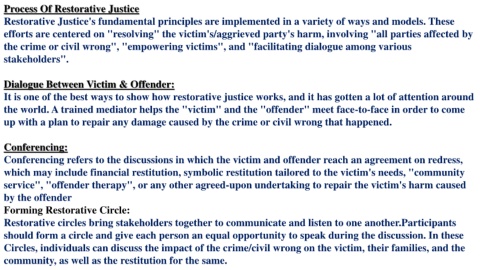 Process Of Restorative Justice
Restorative Justice's fundamental principles are implemented in a variety of ways and models. These
efforts are centered on "resolving" the victim's/aggrieved party's harm, involving "all parties affected by
the crime or civil wrong", "empowering victims", and "facilitating dialogue among various
stakeholders".
Dialogue Between Victim & Offender:
It is one of the best ways to show how restorative justice works, and it has gotten a lot of attention around
the world. A trained mediator helps the "victim" and the "offender" meet face-to-face in order to come
up with a plan to repair any damage caused by the crime or civil wrong that happened.
Conferencing:
Conferencing refers to the discussions in which the victim and offender reach an agreement on redress,
which may include financial restitution, symbolic restitution tailored to the victim's needs, "community
service", "offender therapy", or any other agreed-upon undertaking to repair the victim's harm caused
by the offender
Forming Restorative Circle:
Restorative circles bring stakeholders together to communicate and listen to one another.Participants
should form a circle and give each person an equal opportunity to speak during the discussion. In these
Circles, individuals can discuss the impact of the crime/civil wrong on the victim, their families, and the
community, as well as the restitution for the same.